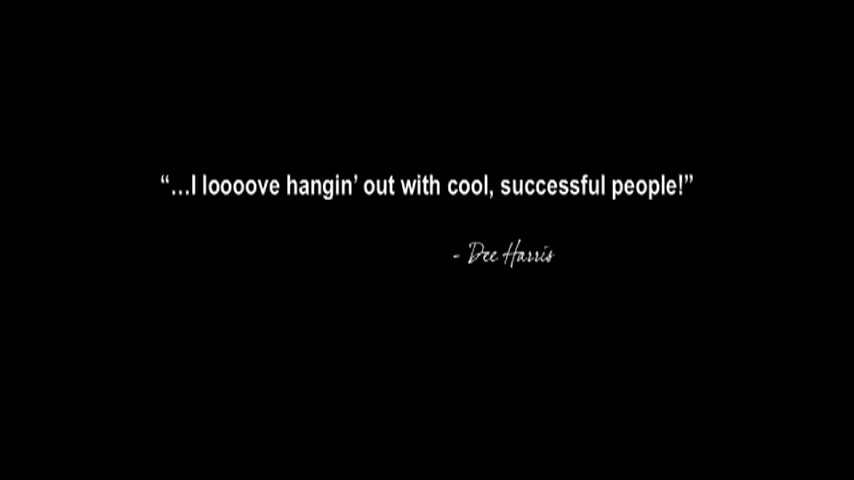 “…I loooove hangin’ out with cool, successful people!”
- Dee Harris